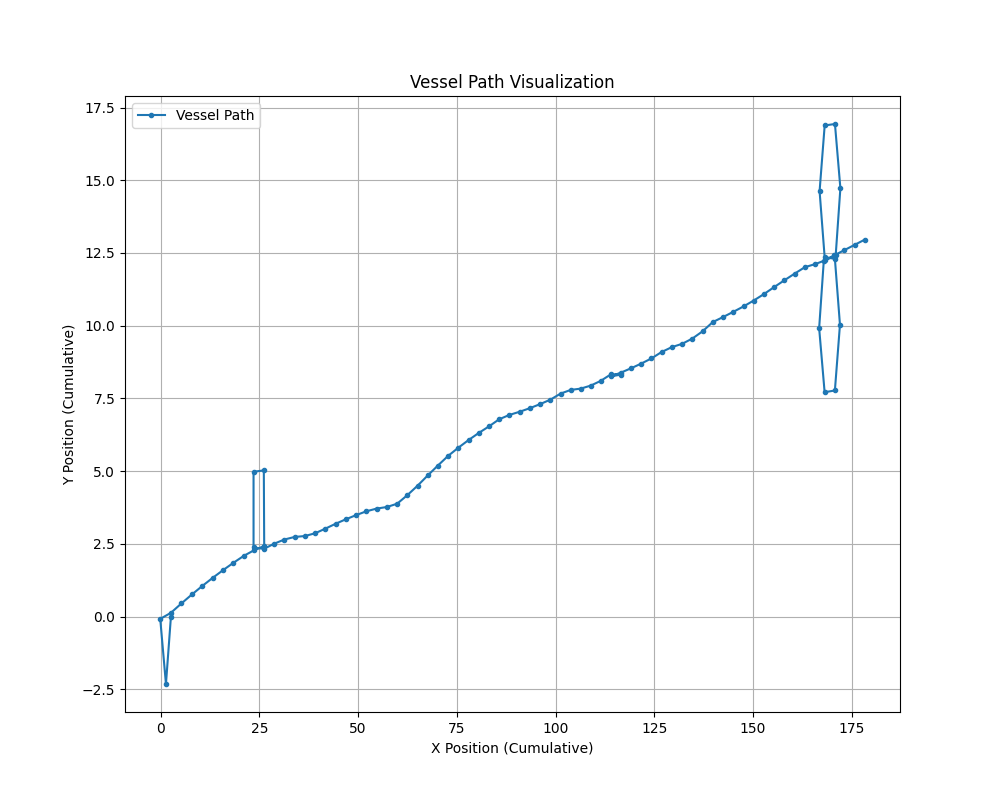 Vessel Path Visualization
Vessel Path
17.5
15.0
12.5
10.0
7.5
5.0
2.5
0.0
−2.5
Y Position (Cumulative)
0 25 50 75 100 125 150 175
X Position (Cumulative)